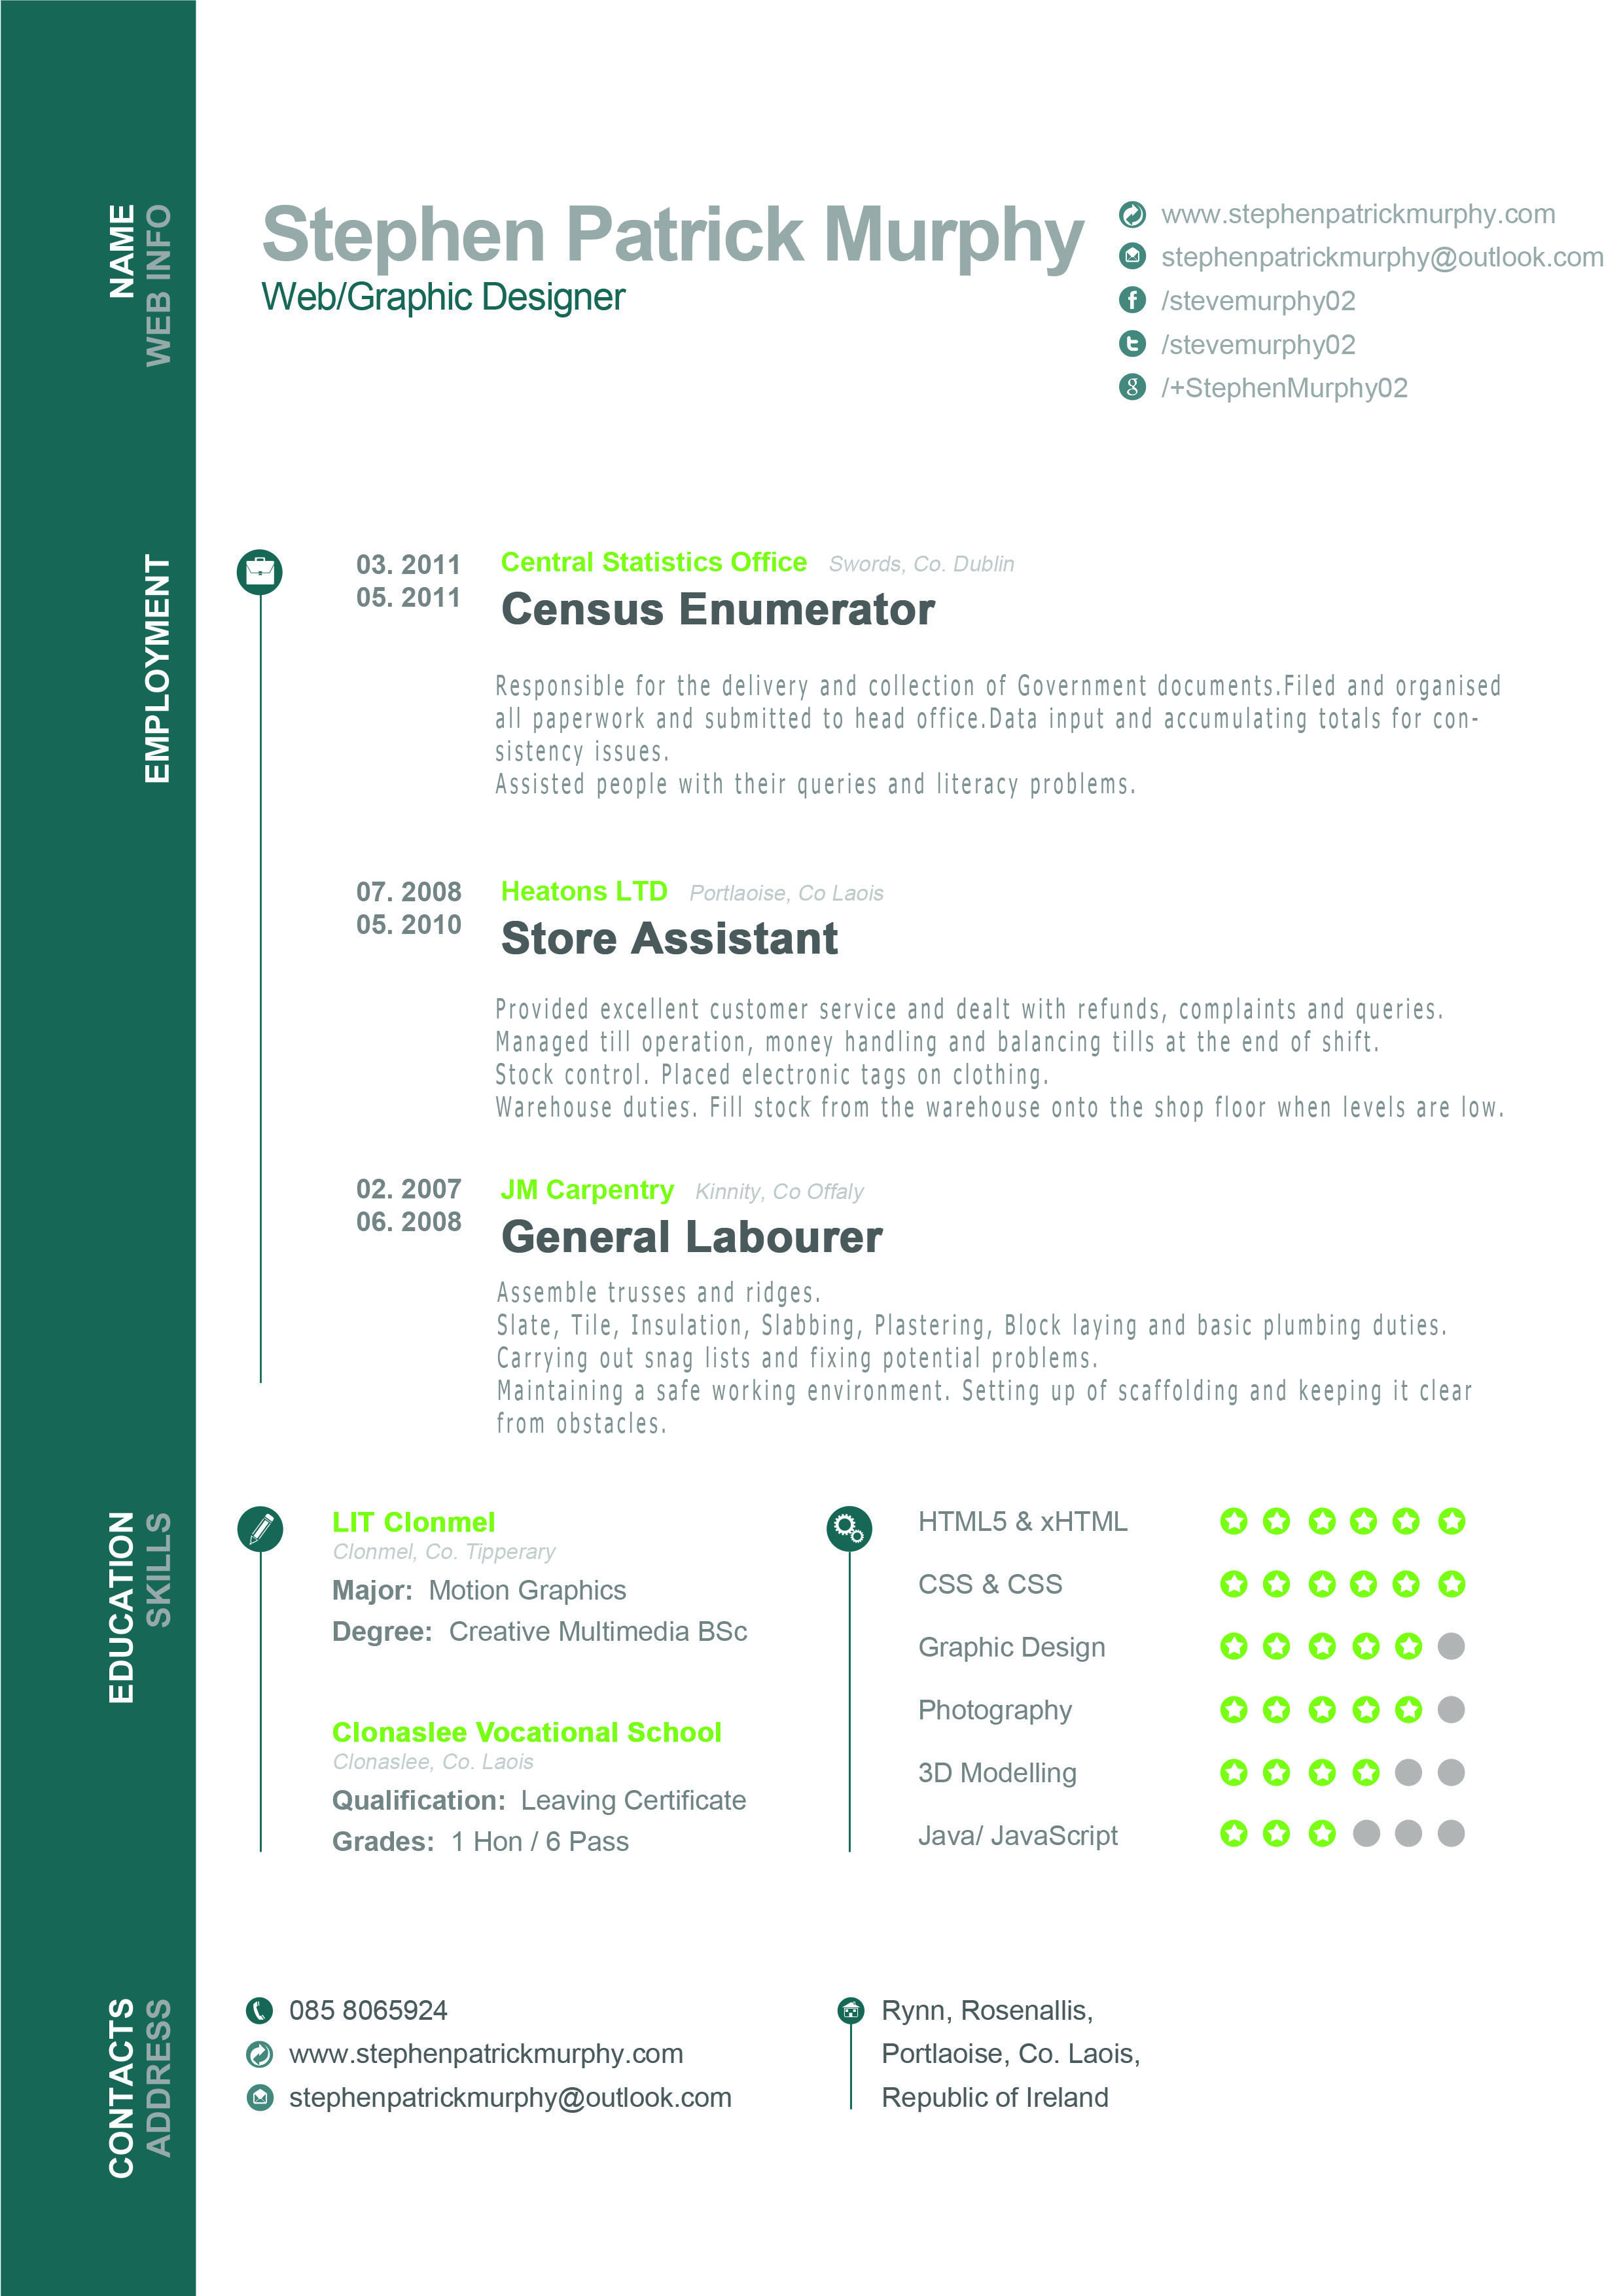 NAME
WEB INFO
Stephen Patrick Murphy
Web/Graphic Designer
www.stephenpatrickmurphy.com
stephenpatrickmurphy@outlook.com
/stevemurphy02
/stevemurphy02
/+StephenMurphy02
EMPLOYMENT
03. 2011
05. 2011
Central Statistics Office Swords, Co. Dublin
Census Enumerator
Responsible for the delivery and collection of Government documents.Filed and organised
all paperwork and submitted to head office.Data input and accumulating totals for con-
sistency issues.
Assisted people with their queries and literacy problems.
07. 2008
05. 2010
Heatons LTD Portlaoise, Co Laois
Store Assistant
Provided excellent customer service and dealt with refunds, complaints and queries.
Managed till operation, money handling and balancing tills at the end of shift.
Stock control. Placed electronic tags on clothing.
Warehouse duties. Fill stock from the warehouse onto the shop floor when levels are low.
02. 2007
06. 2008
JM Carpentry Kinnity, Co Offaly
General Labourer
Assemble trusses and ridges.
Slate, Tile, Insulation, Slabbing, Plastering, Block laying and basic plumbing duties.
Carrying out snag lists and fixing potential problems.
Maintaining a safe working environment. Setting up of scaffolding and keeping it clear
from obstacles.
EDUCATION
SKILLS
LIT Clonmel
Clonmel, Co. Tipperary
Major: Motion Graphics
Degree: Creative Multimedia BSc
Clonaslee Vocational School
Clonaslee, Co. Laois
Qualification: Leaving Certificate
Grades: 1 Hon / 6 Pass
HTML5 & xHTML
CSS & CSS
Graphic Design
Photography
3D Modelling
Java/ JavaScript
CONTACTS
ADDRESS
085 8065924
www.stephenpatrickmurphy.com
stephenpatrickmurphy@outlook.com
Rynn, Rosenallis,
Portlaoise, Co. Laois,
Republic of Ireland